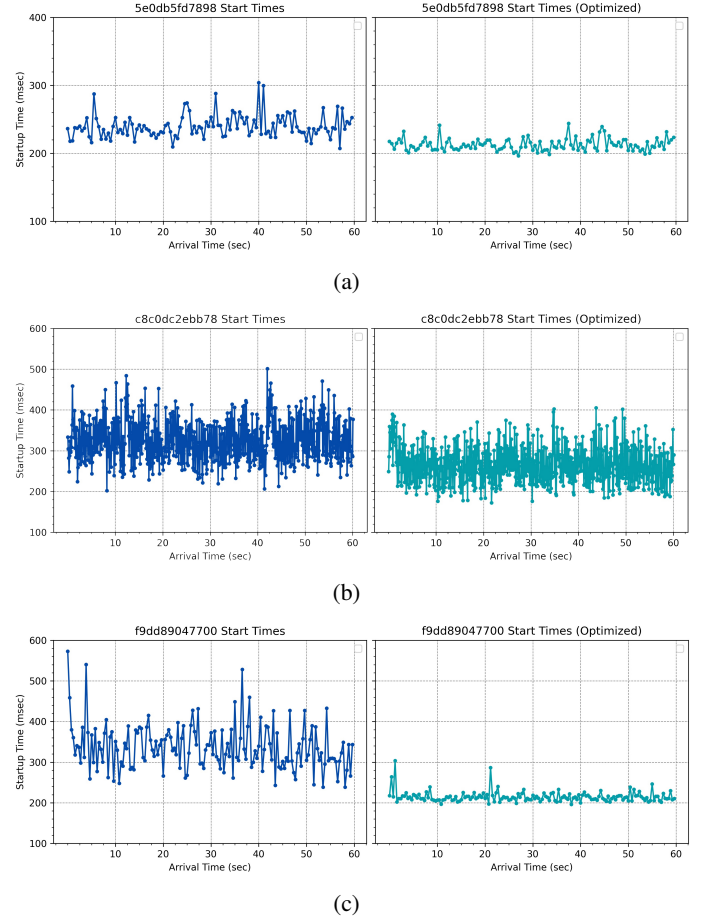 5e0db5fd7898 Start Times
5e0db5fd7898 Start Times (Optimized)
400
300
200
100
Startup Time (msec)
10 20 30 40 50 60
10 20 30 40 50 60
Arrival Time (sec)
Arrival Time (sec)
(a)
c8c0dc2ebb78 Start Times
c8c0dc2ebb78 Start Times (Optimized)
600
500
400
300
200
100
Startup Time (msec)
10 20 30 40 50 60
10 20 30 40 50 60
Arrival Time (sec)
Arrival Time (sec)
(b)
f9dd89047700 Start Times
f9dd89047700 Start Times (Optimized)
600
500
400
300
200
100
Startup Time (msec)
10 20 30 40 50 60
10 20 30 40 50 60
Arrival Time (sec)
Arrival Time (sec)
(c)